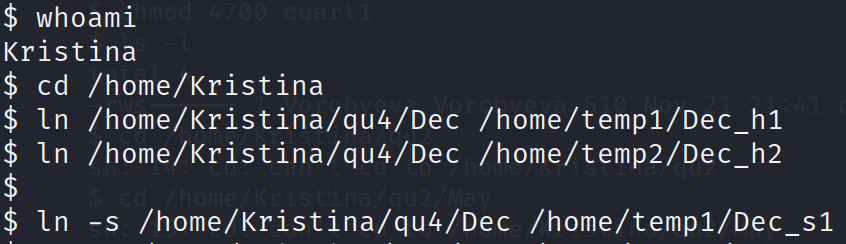 $ whoami
Kristina
$ cd /home/Kristina
$ ln /home/Kristina/qu4/Dec /home/temp1/Dec_h1
$ ln /home/Kristina/qu4/Dec /home/temp2/Dec_h2
$
$ ln -s /home/Kristina/qu4/Dec /home/temp1/Dec_s1